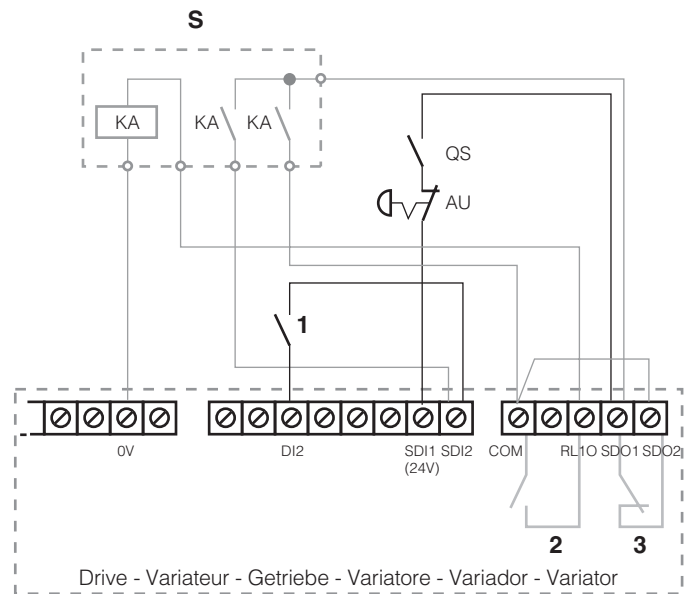 S
KA
KA
KA
QS
AU
1
0V
DI2
SDI1 SDI2
(24V)
COM
RL1O SDO1 SDO2
2
3
Drive - Variateur - Getriebe - Variatore - Variador - Variator